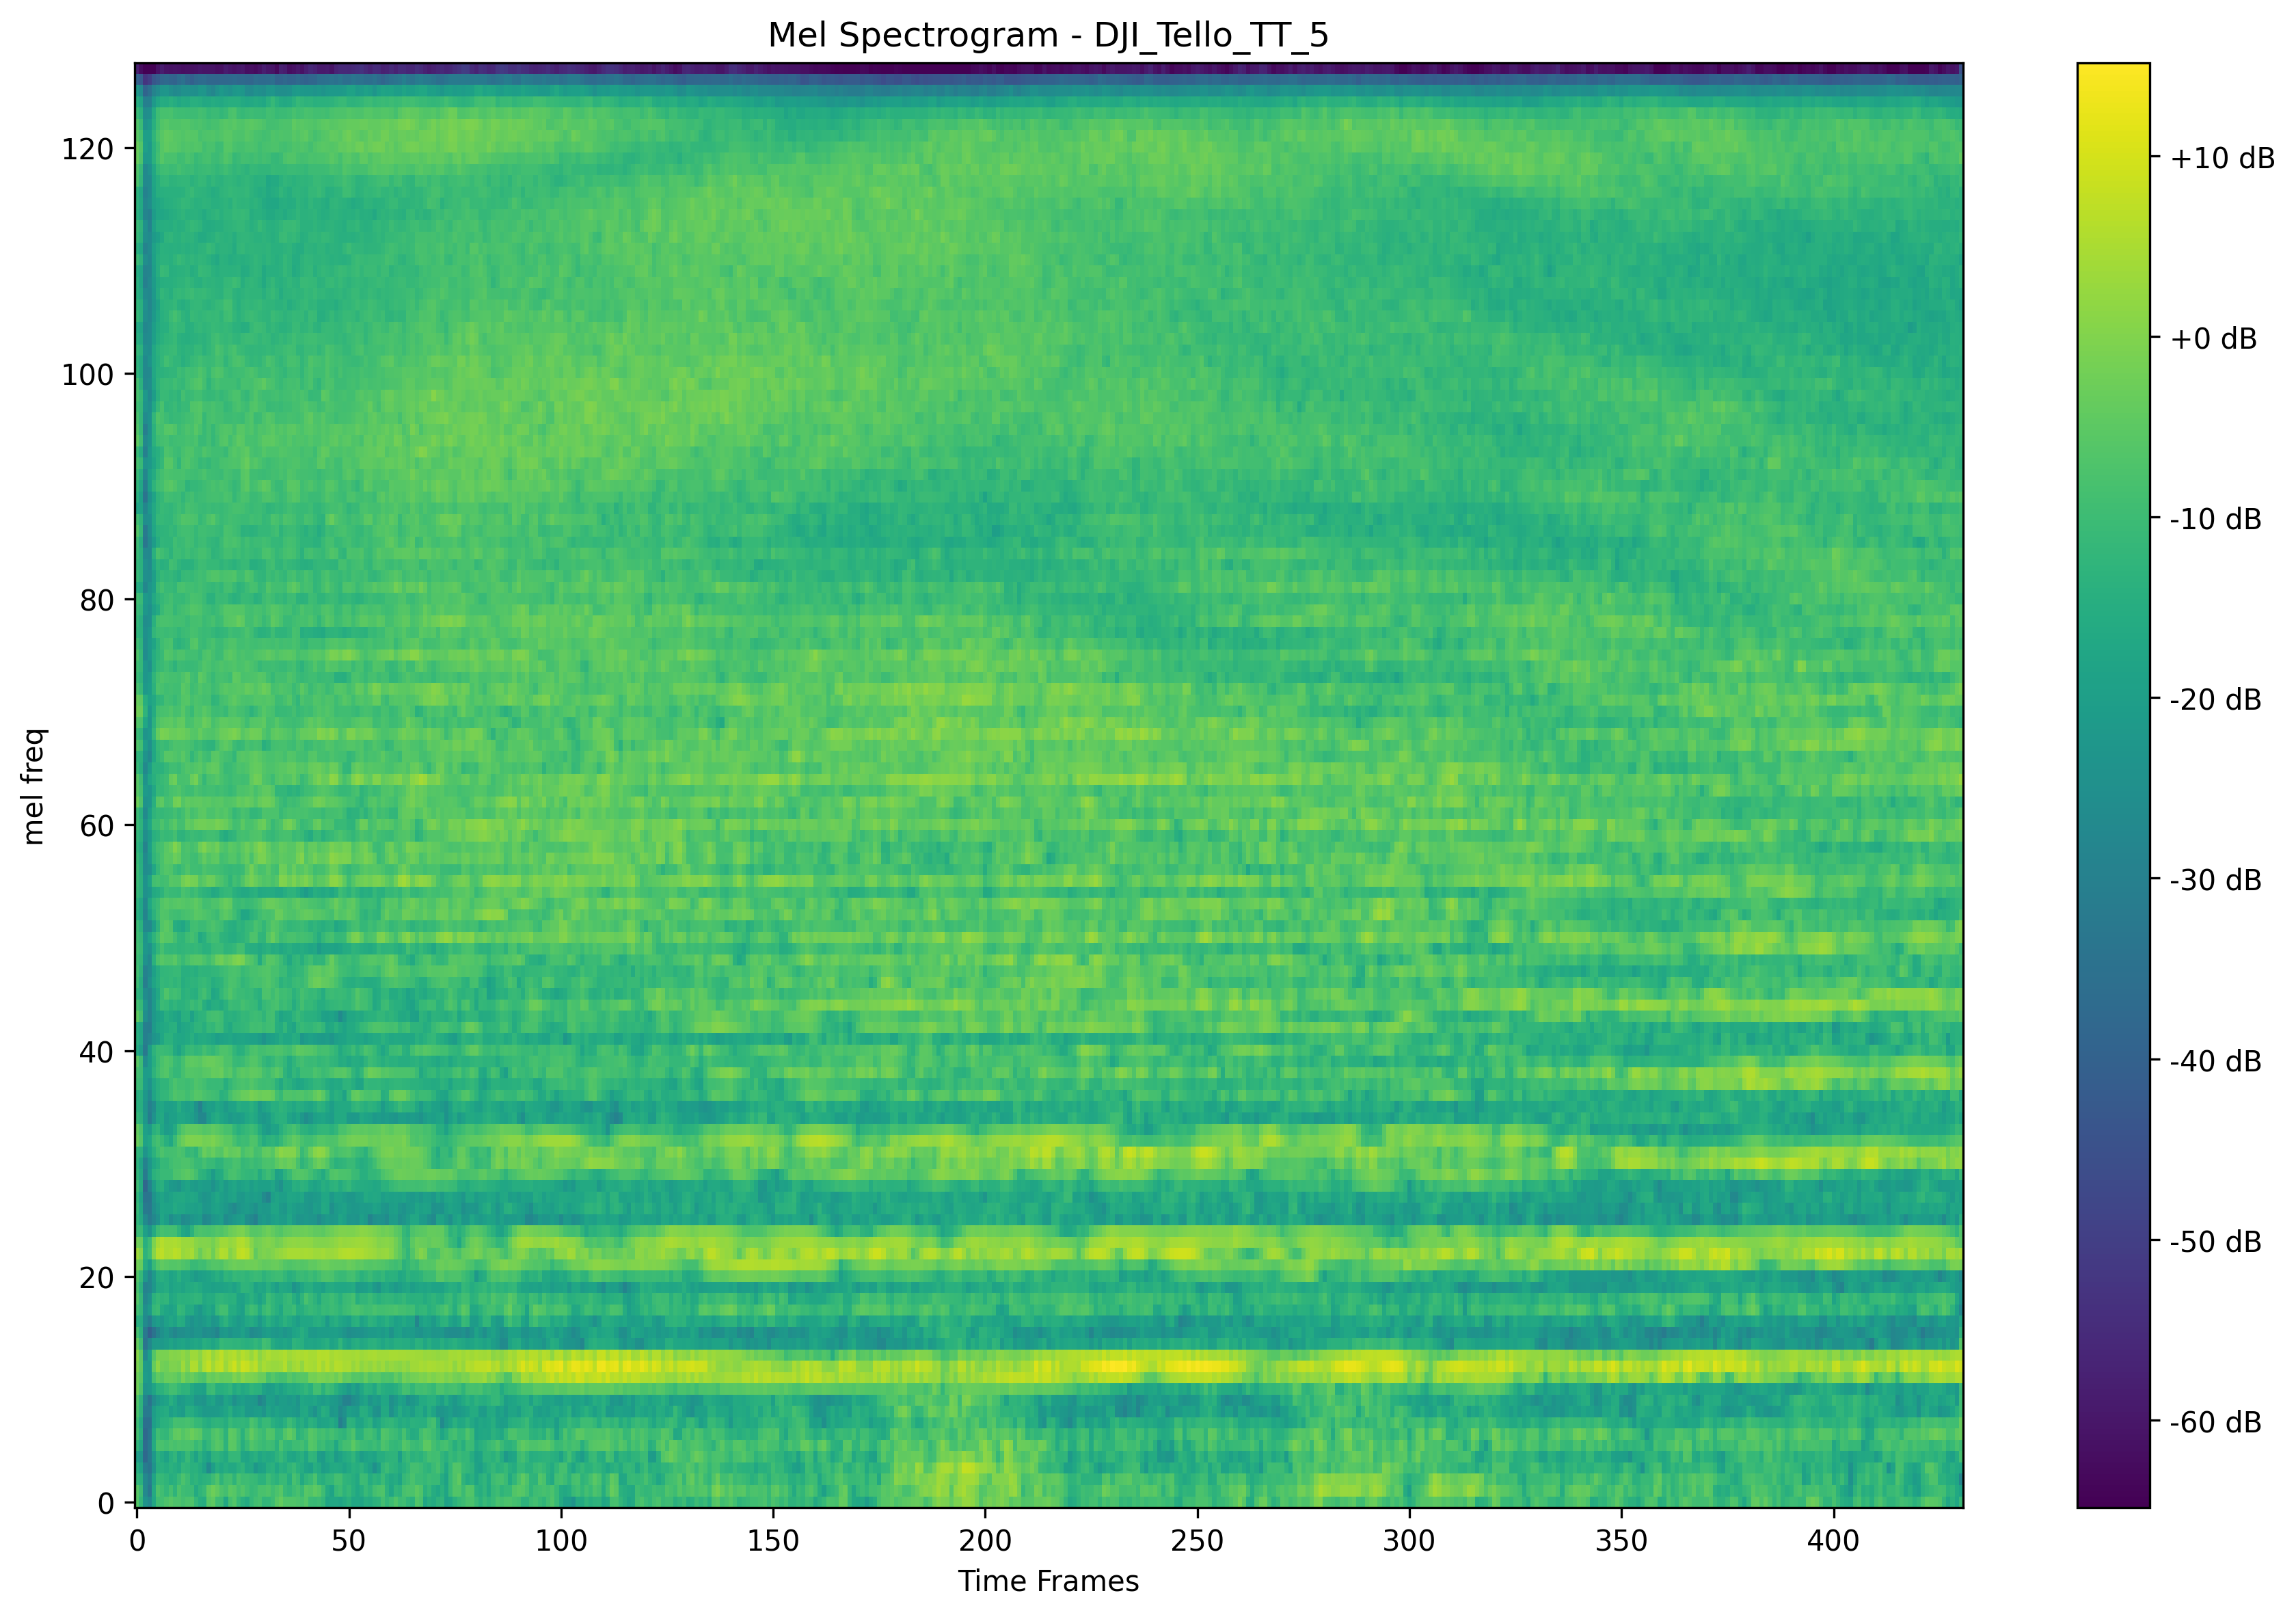 Mel Spectrogram - DJI_Tello_TT_5
mel freq
120
100
80
60
40
20
0
0 50 100 150 200 250 300 350 400
Time Frames
+10 dB
+0 dB
-10 dB
-20 dB
-30 dB
-40 dB
-50 dB
-60 dB